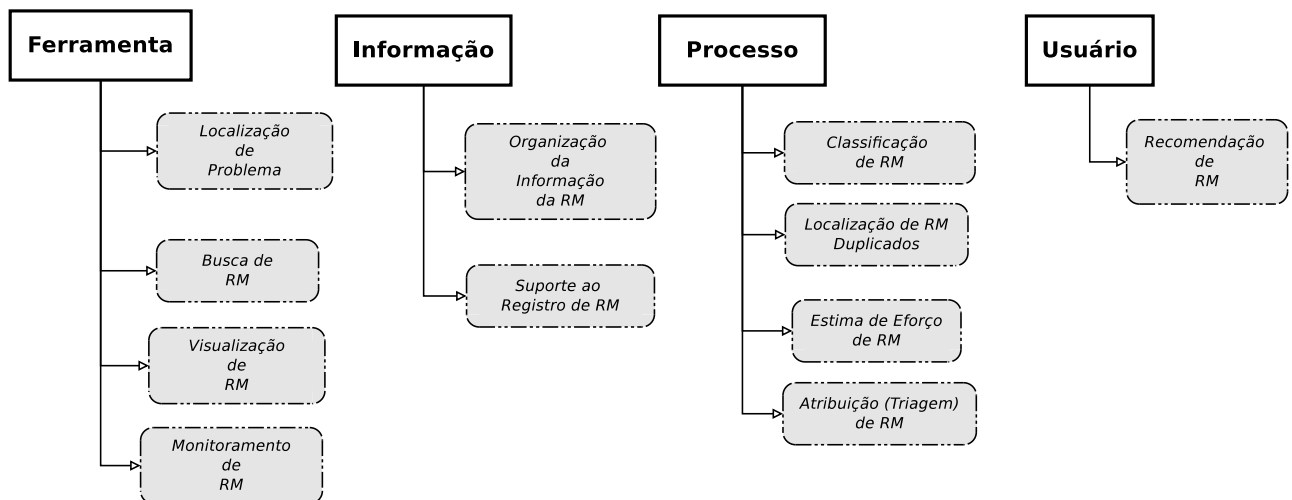 Ferramenta
Localização
de
Problema
Busca de
RM
Visualização
de
RM
Monitoramento
de
RM
Informação
Organização
da
Informação
da RM
Suporte ao
Registro de RM
Processo
Classificação
de RM
Localização de RM
Duplicados
Estima de Eforço
de RM
Atribuição (Triagem)
de RM
Usuário
Recomendação
de
RM